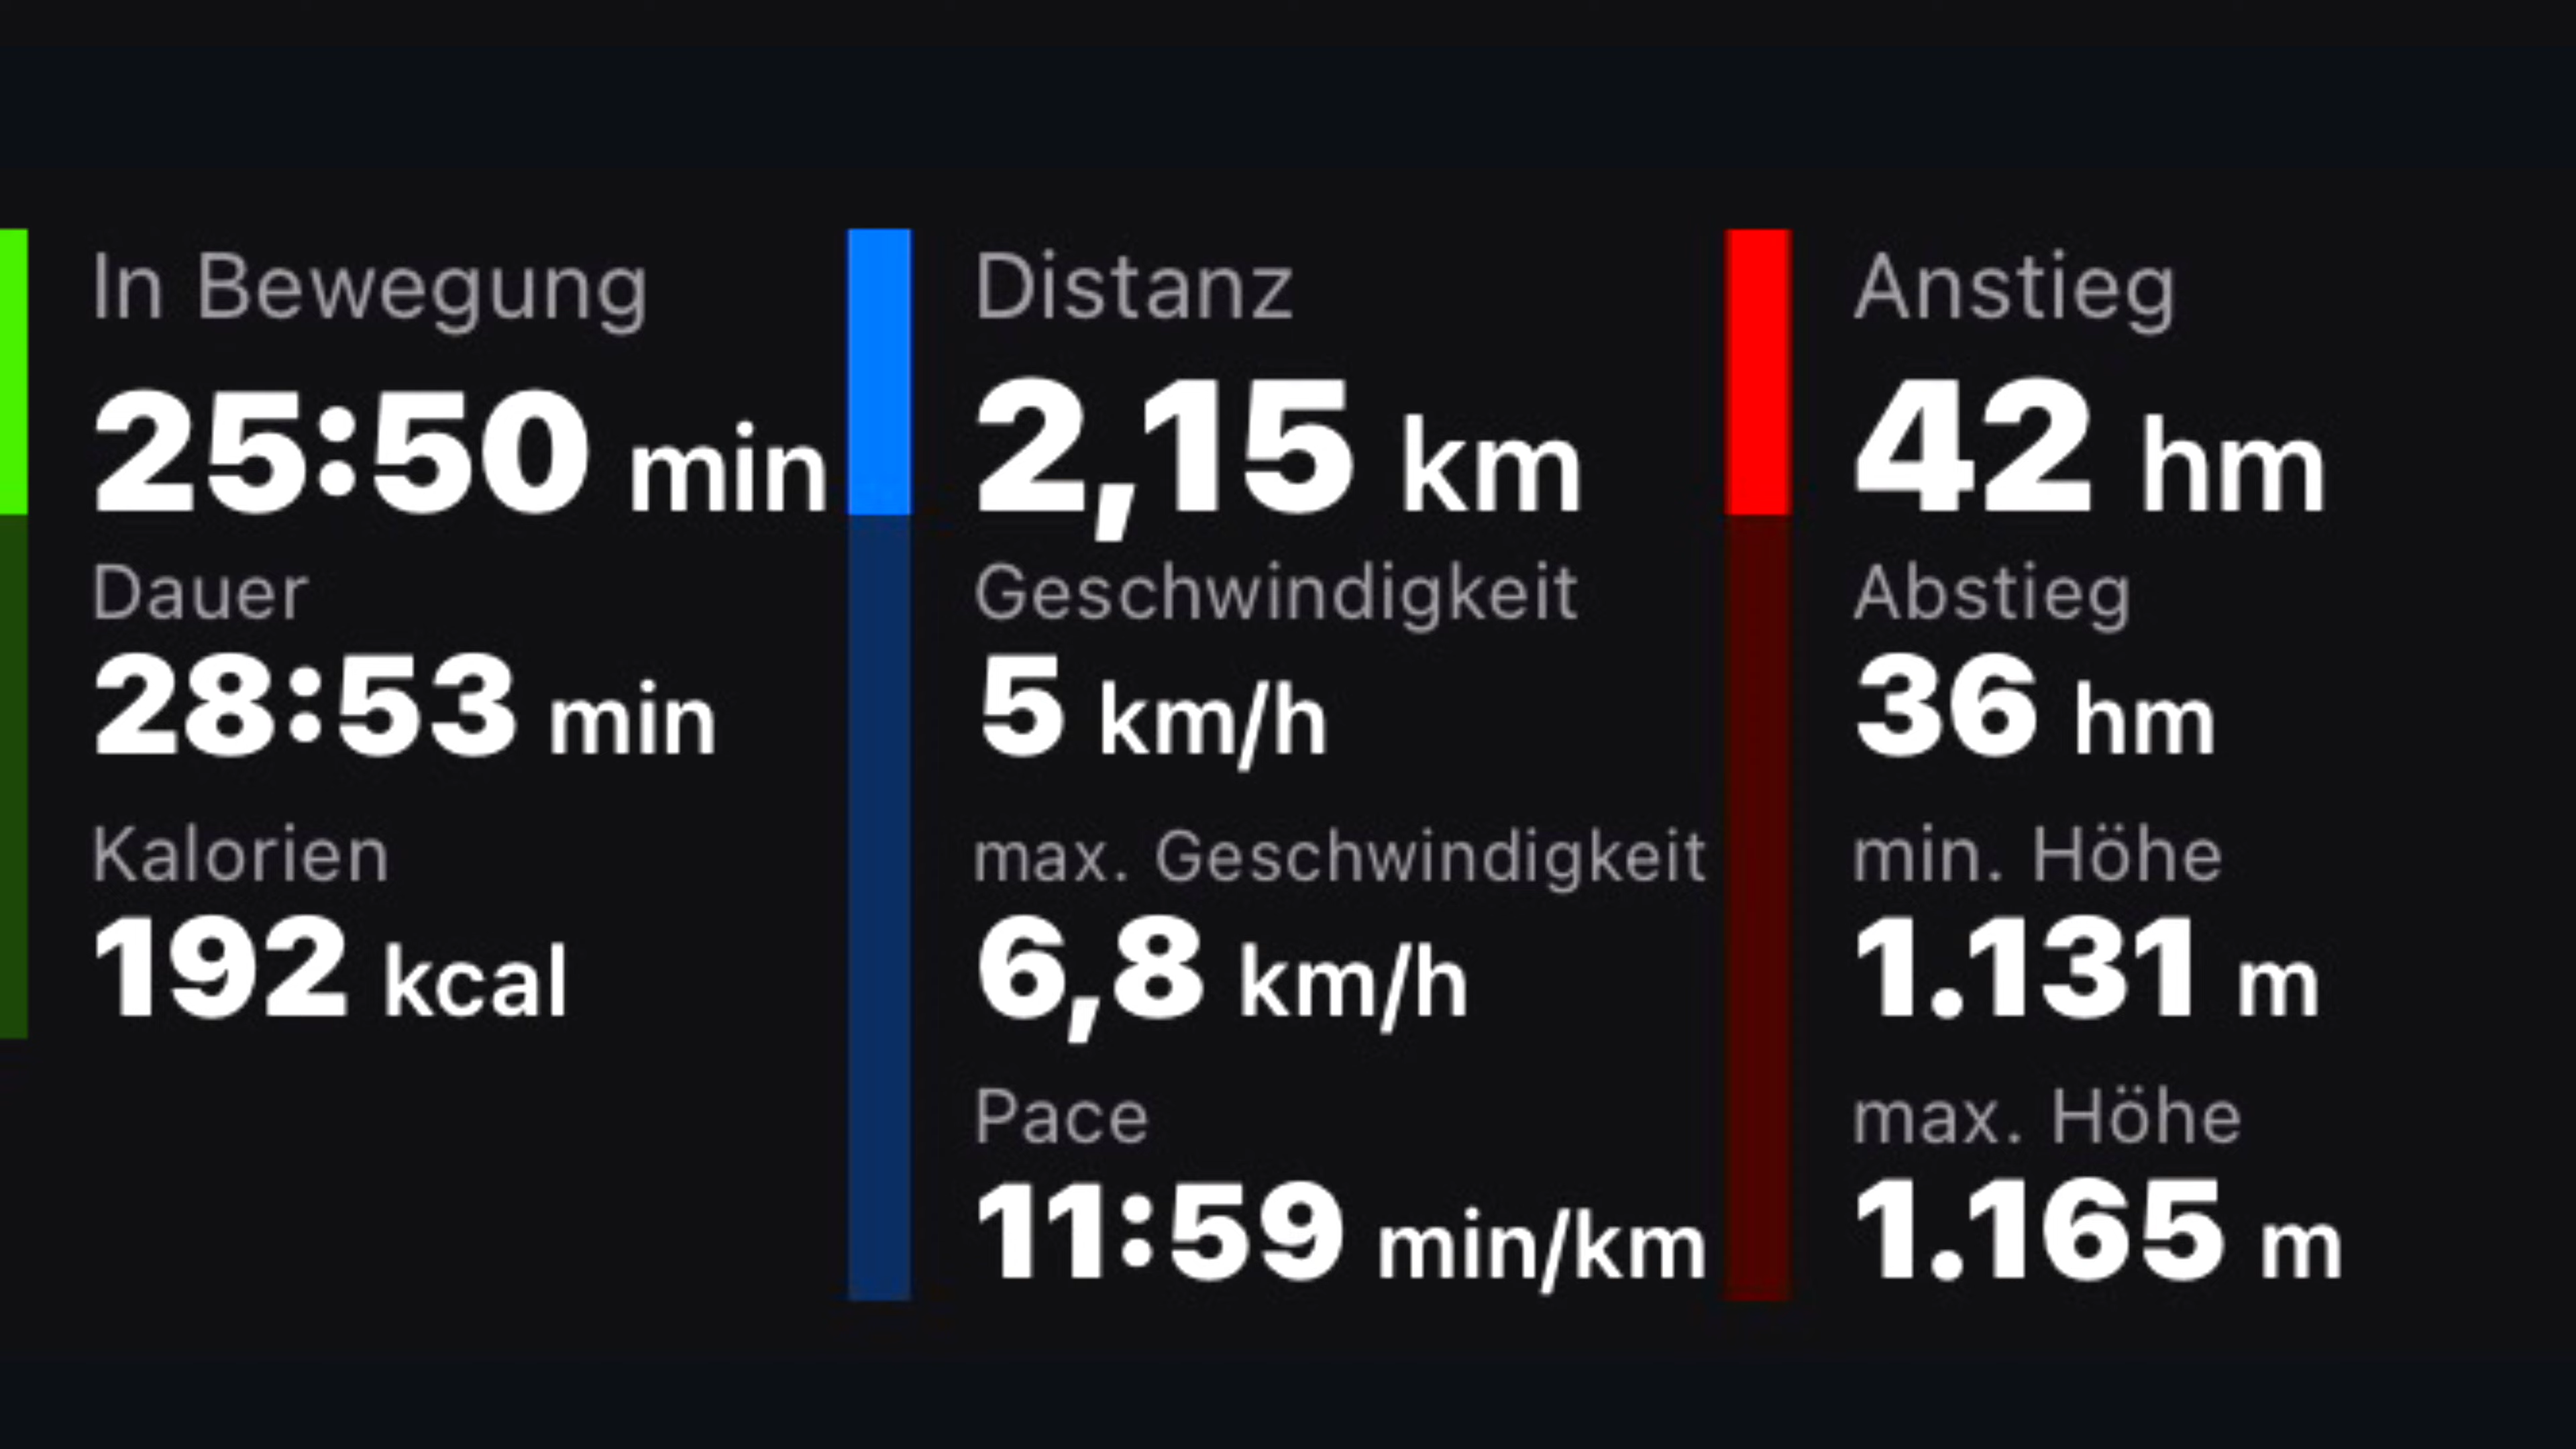 In Bewegung
25:50 min
Dauer
28:53 min
Kalorien
192 kcal
Distanz
2,15 km
Geschwindigkeit
5 km/h
max. Geschwindigkeit
6,8 km/h
Pace
11:59 min/km
Anstieg
42 hm
Abstieg
36 hm
min. Höhe
1.131 m
max. Höhe
1.165 m